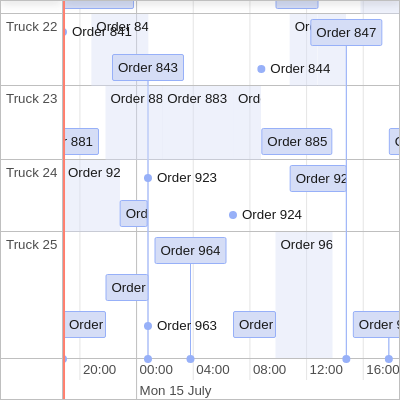 Truck 22
Order 841
Order 84
Or
Order 847
Order 843
Order 844
Truck 23
Order 88
Order 883
Ord
881
Order 885
Truck 24
Order 92
Order 923
Order 92
Ord
Order 924
Truck 25
Order 964
Order 96
Order
Order
Order 963
Order
Order 9
20:00
00:00
04:00
08:00
12:00
16:00
Mon 15 July